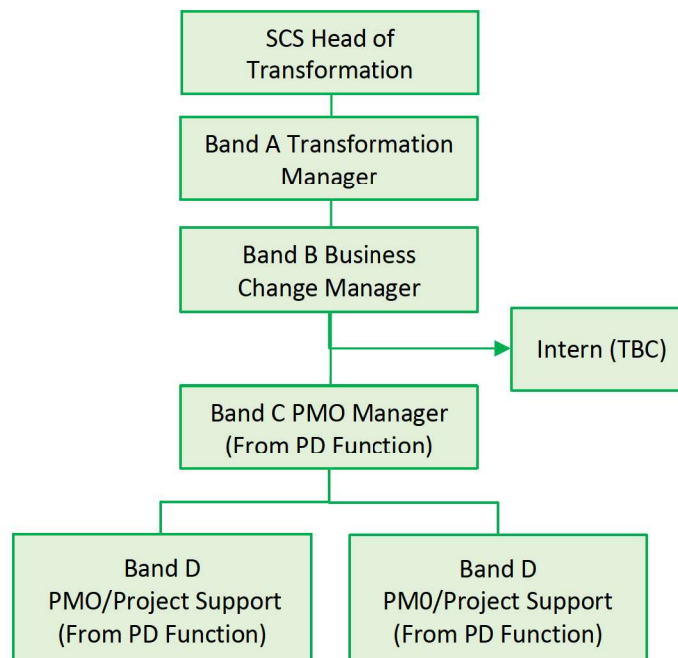 SCS Head of
Transformation
Band A Transformation
Manager
Band B Business
Change Manager
Intern (TBC)
Band C PMO Manager
(From PD Function)
Band D
PMO/Project Support
(From PD Function)
Band D
PM0/Project Support
(From PD Function)